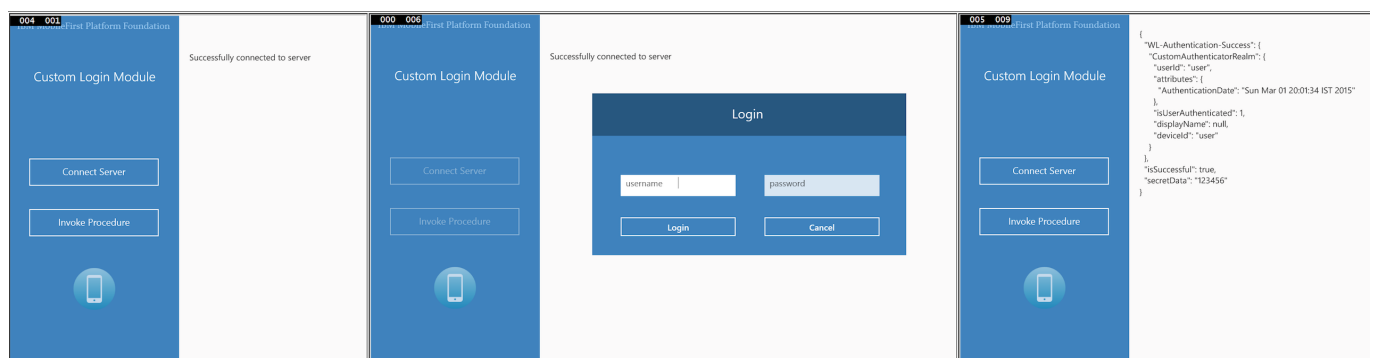 004 001
IBM MobileFirst Platform Foundation
Custom Login Module
Connect Server
Invoke Procedure
Successfully connected to server
000 006
IBM MobileFirst Platform Foundation
Custom Login Module
Connect Server
Invoke Procedure
Successfully connected to server
Login
username
password
Login
Cancel
005 009
IBM MobileFirst Platform Foundation
Custom Login Module
Connect Server
Invoke Procedure
{
"WL-Authentication-Success": {
"CustomAuthenticatorRealm": {
"userId": "user",
"attributes": {
"AuthenticationDate": "Sun Mar 01 20:01:34 IST 2015"
},
"isUserAuthenticated": 1,
"displayName": null,
"deviceId": "user"
}
},
"isSuccessful": true,
"secretData": "123456"
}